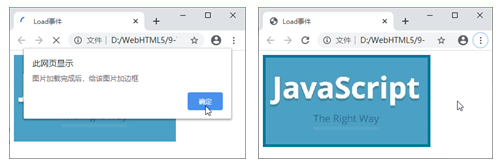 Load事件
文件 | D:/WebHTML5/9-
此网页显示
图片加载完成后，给该图片加边框
确定
Load事件
文件 | D:/WebHTML5/9-
JavaScript
The Right Way